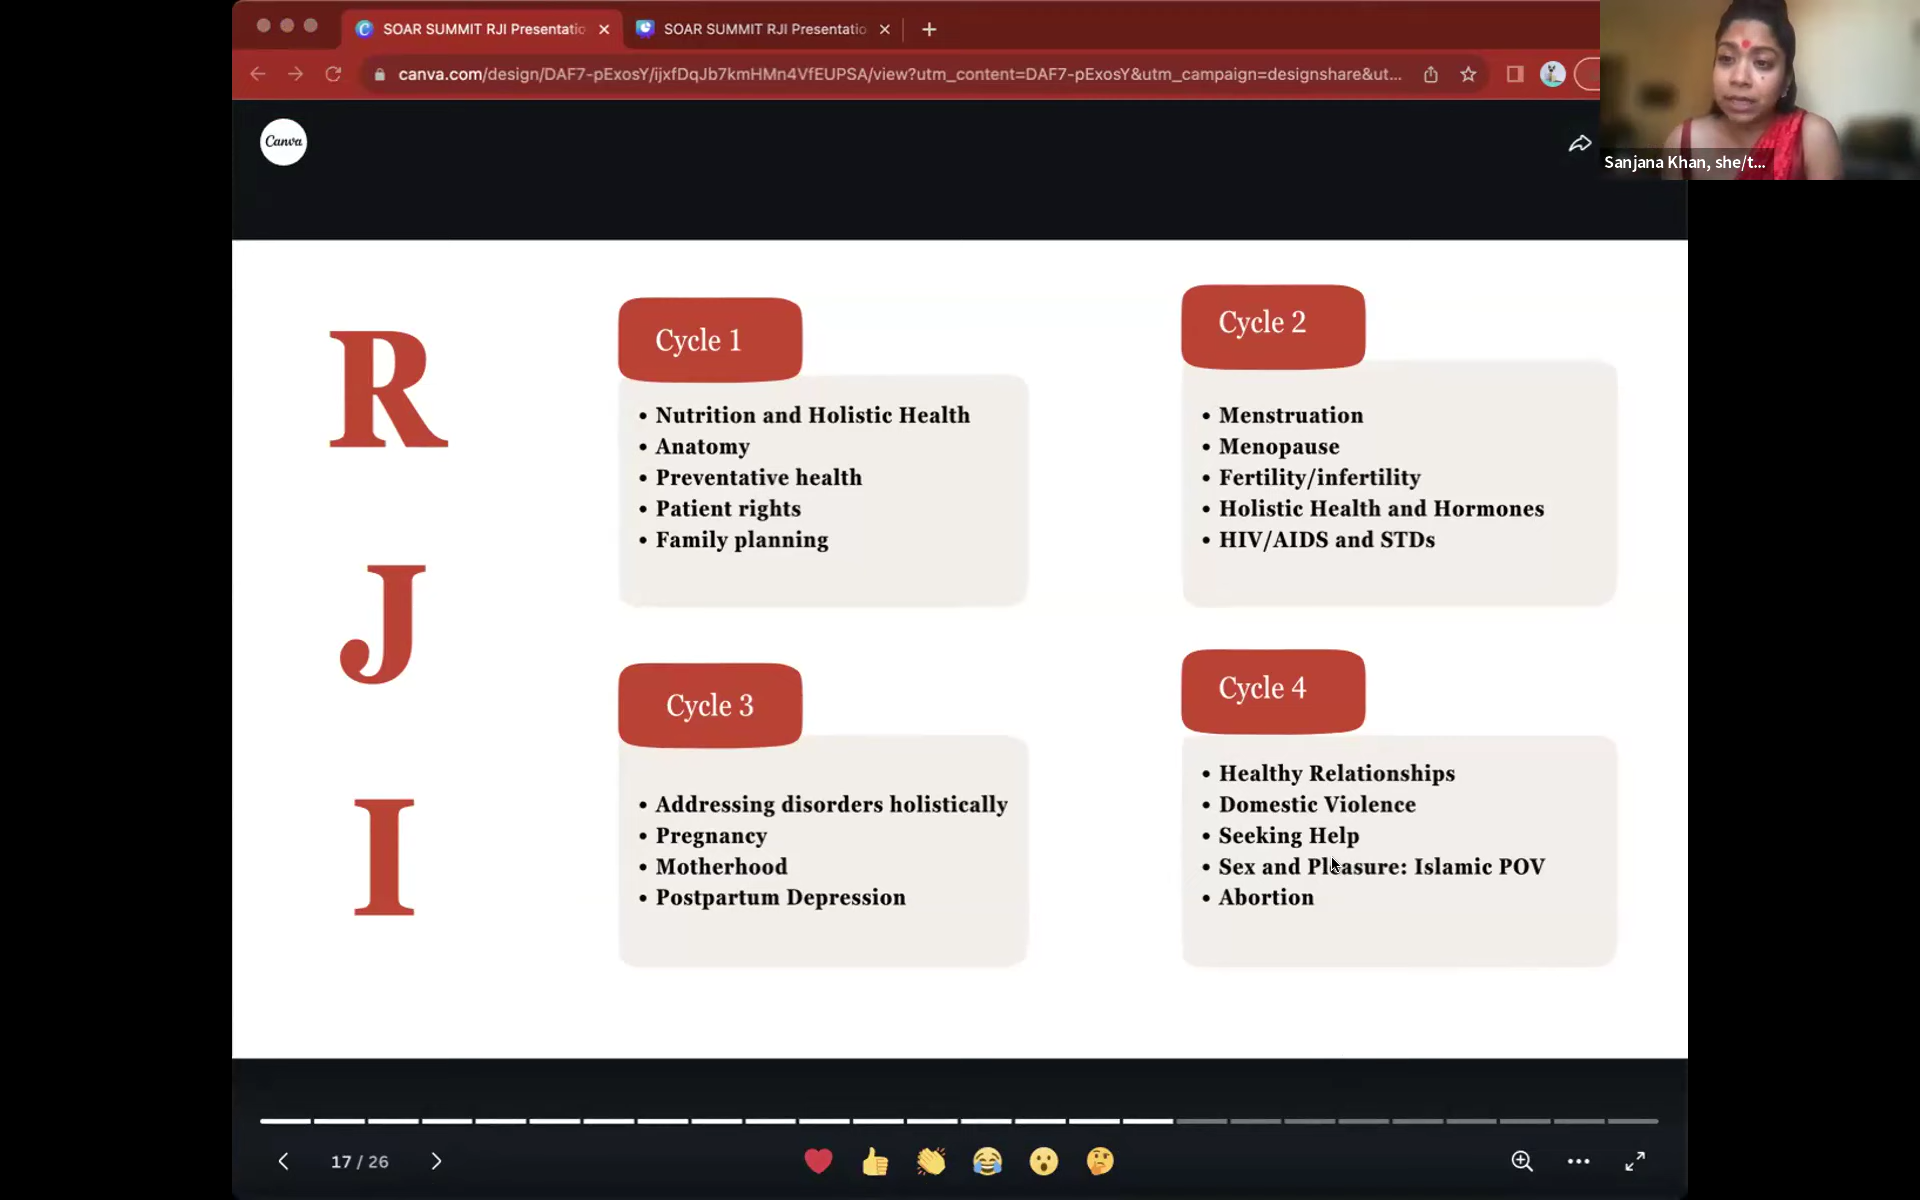 SOAR SUMMIT RJI Presentatio
SOAR SUMMIT RJI Presentatio
canva.com/design/DAF7-pExosY/ijxfDqJb7kmHMn4VfEUPSA/view?utm_content=DAF7-pExosY&utm_campaign=designshare&ut...
Canva
Sanjana Khan, she/t...
R
J
I
Cycle 1
• Nutrition and Holistic Health
• Anatomy
• Preventative health
• Patient rights
• Family planning
Cycle 2
• Menstruation
• Menopause
• Fertility/infertility
• Holistic Health and Hormones
• HIV/AIDS and STDs
Cycle 3
• Addressing disorders holistically
• Pregnancy
• Motherhood
• Postpartum Depression
Cycle 4
• Healthy Relationships
• Domestic Violence
• Seeking Help
• Sex and Pleasure: Islamic POV
• Abortion
17 / 26